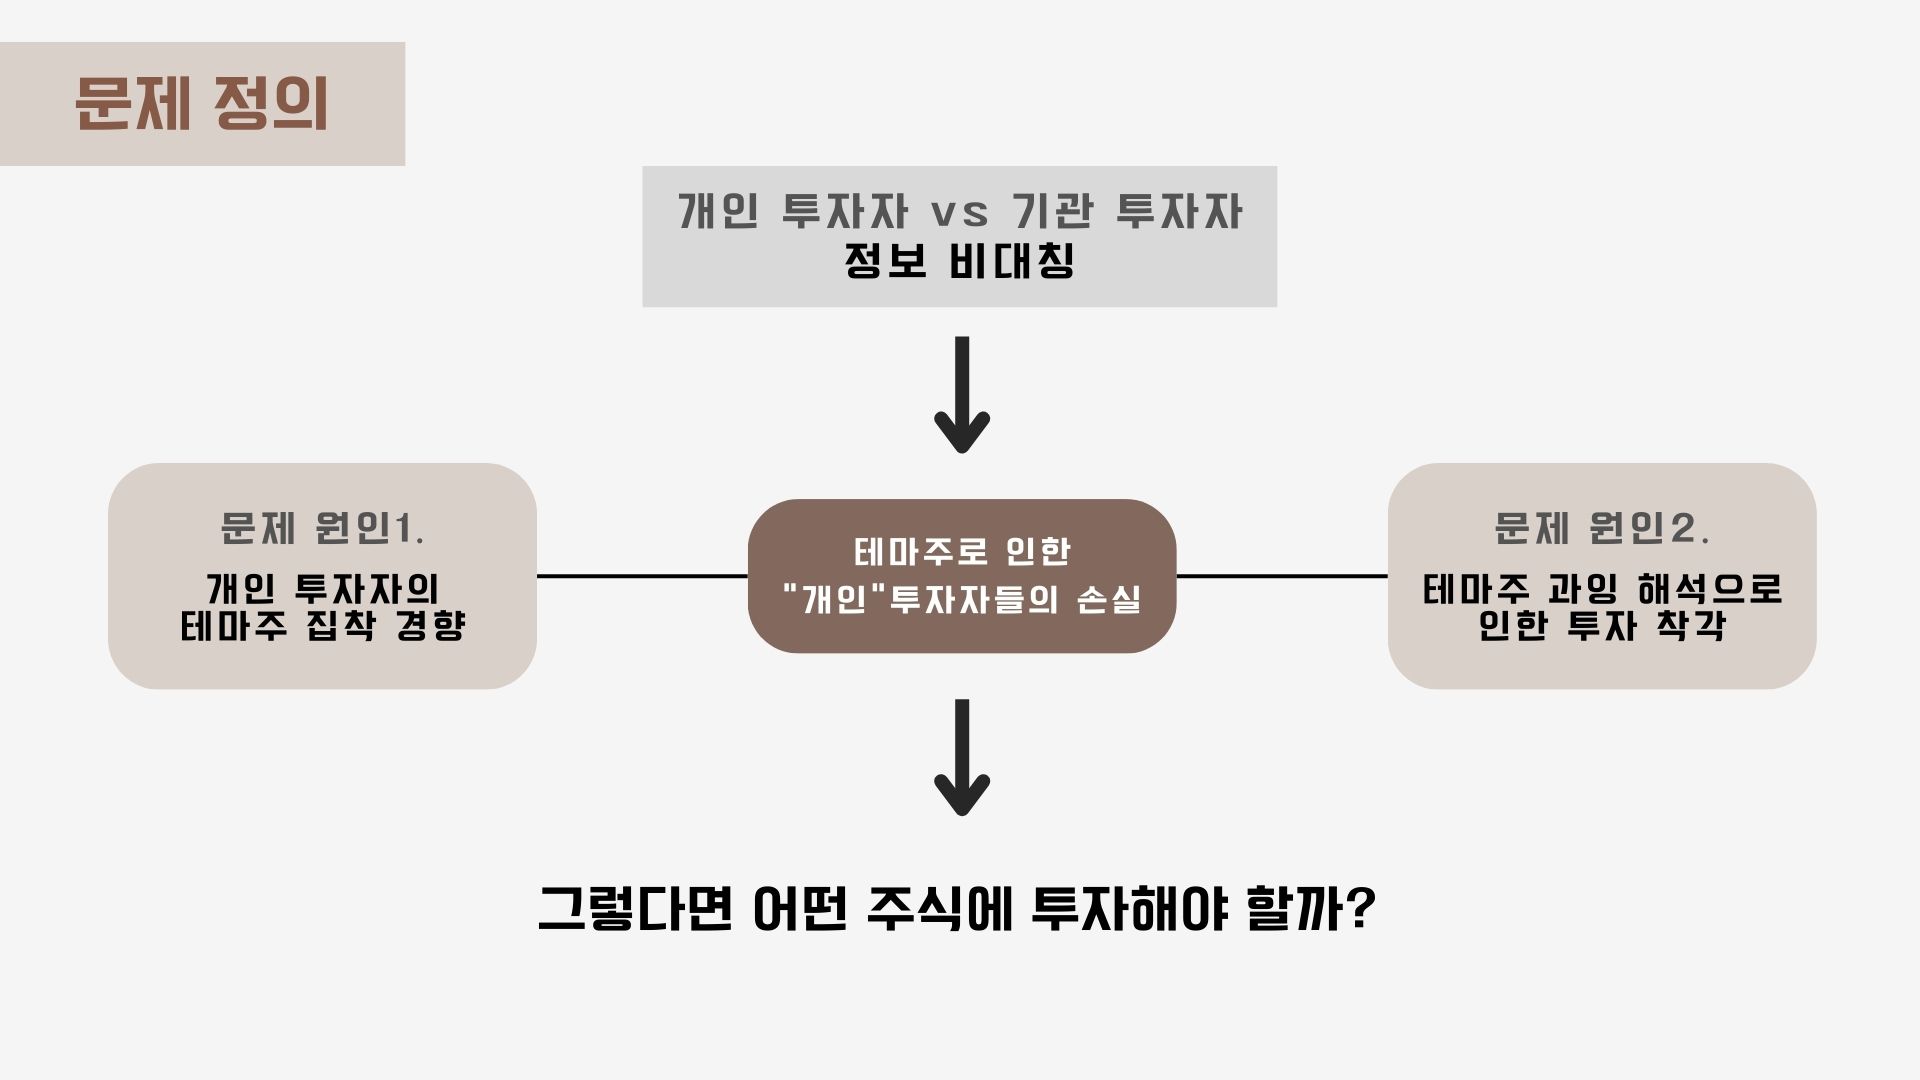 문제 정의
개인 투자자 vs 기관 투자자
정보 비대칭
문제 원인1.
개인 투자자의
테마주 집착 경향
테마주로 인한
"개인"투자자들의 손실
문제 원인2.
테마주 과잉 해석으로
인한 투자 착각
그렇다면 어떤 주식에 투자해야 할까?